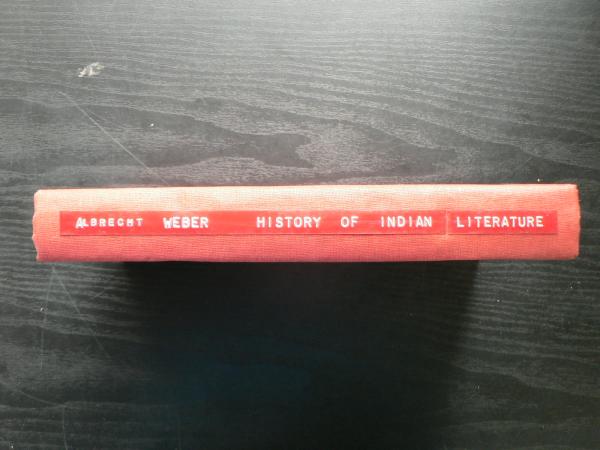 ALBRECHT WEBER HISTORY OF INDIAN LITERATURE